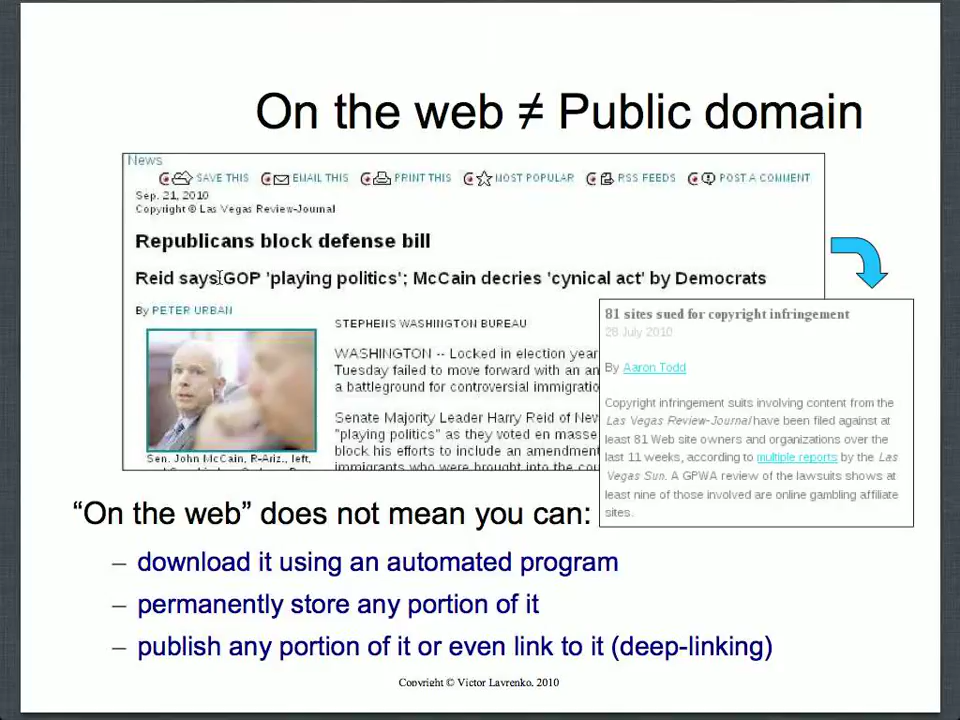 On the web ≠ Public domain
News
SAVE THIS EMAIL THIS PRINT THIS MOST POPULAR RSS FEEDS POST A COMMENT
Sep. 21, 2010
Copyright © Las Vegas Review-Journal
Republicans block defense bill
Reid says GOP 'playing politics'; McCain decries 'cynical act' by Democrats
By PETER URBAN
STEPHENS WASHINGTON BUREAU
WASHINGTON -- Locked in election year
Tuesday failed to move forward with an an
a battleground for controversial immigratio
Senate Majority Leader Harry Reid of Nev
"playing politics" as they voted en masse
block his efforts to include an amendment
immigrants who were brought into the cou
Sen. John McCain, R-Ariz., left,
81 sites sued for copyright infringement
28 July 2010
By Aaron Todd
Copyright infringement suits involving content from the
Las Vegas Review-Journal have been filed against at
least 81 Web site owners and organizations over the
last 11 weeks, according to multiple reports by the Las
Vegas Sun. A GPWA review of the lawsuits shows at
least nine of those involved are online gambling affiliate
sites.
“On the web” does not mean you can:
– download it using an automated program
– permanently store any portion of it
– publish any portion of it or even link to it (deep-linking)
Copyright © Victor Lavrenko, 2010